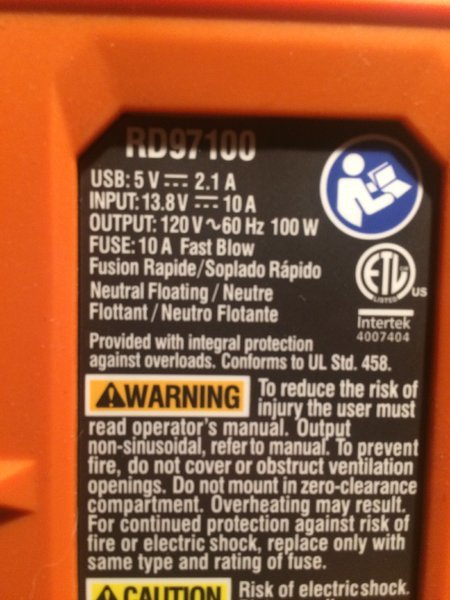 RD97100
USB: 5 V ⎓ 2.1 A
INPUT: 13.8V ⎓ 10 A
OUTPUT: 120 V ~60 Hz 100 W
FUSE: 10 A Fast Blow
Fusion Rapide/Soplado Rápido
Neutral Floating / Neutre
Flottant / Neutro Flotante
ETL
LISTED
US
Intertek
4007404
Provided with integral protection
against overloads. Conforms to UL Std. 458.
WARNING To reduce the risk of
injury the user must
read operator's manual. Output
non-sinusoidal, refer to manual. To prevent
fire, do not cover or obstruct ventilation
openings. Do not mount in zero-clearance
compartment. Overheating may result.
For continued protection against risk of
fire or electric shock, replace only with
same type and rating of fuse.
CAUTION Risk of electric shock.